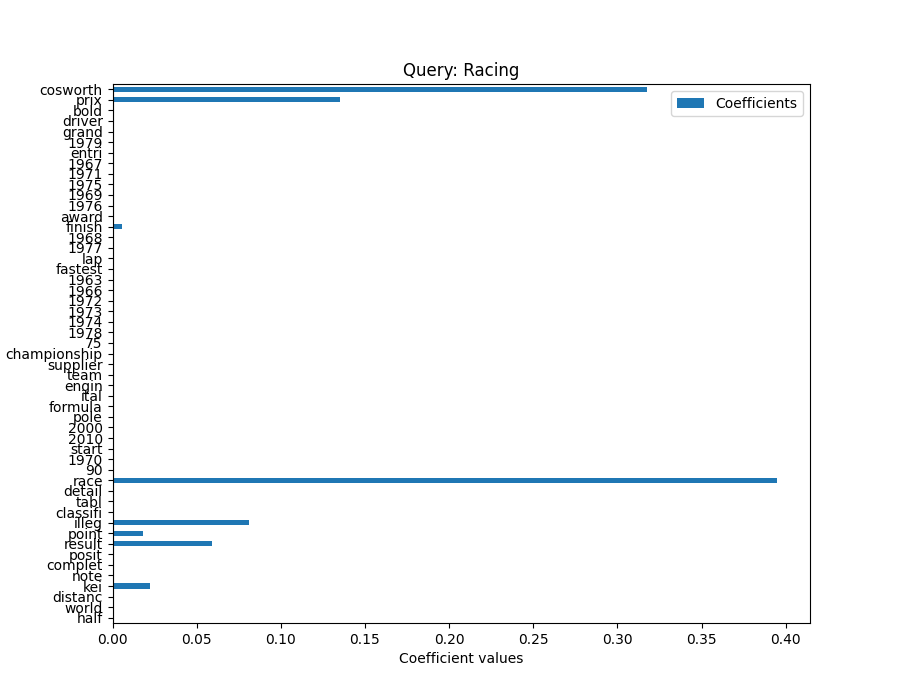 Query: Racing
cosworth
prix
bold
driver
grand
1979
entri
1967
1971
1975
1969
1976
award
finish
1968
1977
lap
fastest
1963
1966
1972
1973
1974
1978
75
championship
supplier
team
engin
ital
formula
pole
2000
2010
start
1970
90
race
detail
tabl
classifi
illeg
point
result
posit
complet
note
kei
distanc
world
half
Coefficients
0.00 0.05 0.10 0.15 0.20 0.25 0.30 0.35 0.40
Coefficient values